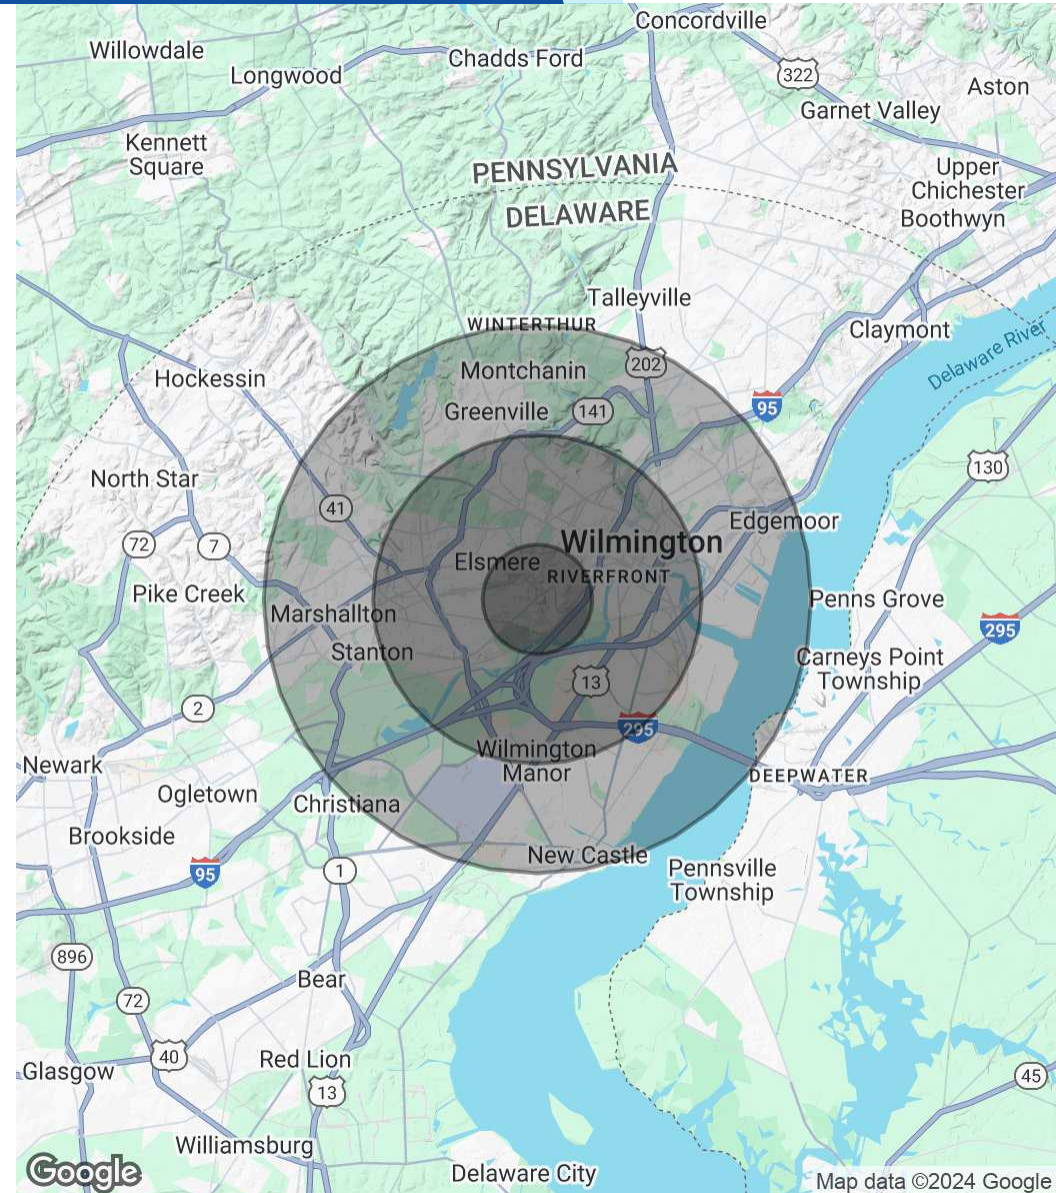 Concordville
Willowdale
Chadds Ford
Longwood
322
Aston
Garnet Valley
Kennett
Square
PENNSYLVANIA
Upper
Chichester
DELAWARE
Boothwyn
Talleyville
WINTERTHUR
Claymont
Delaware River
Montchanin
202
Hockessin
Greenville
141
95
130
North Star
41
Edgemoor
72
7
Wilmington
Elsmere
RIVERFRONT
Pike Creek
Penns Grove
Marshallton
295
Stanton
Carneys Point
Township
13
2
295
Wilmington
Manor
Newark
DEEPWATER
Ogletown
Christiana
Brookside
New Castle
95
1
Pennsville
Township
896
Bear
72
40
Red Lion
Glasgow
13
45
Williamsburg
Google
Delaware City
Map data ©2024 Google